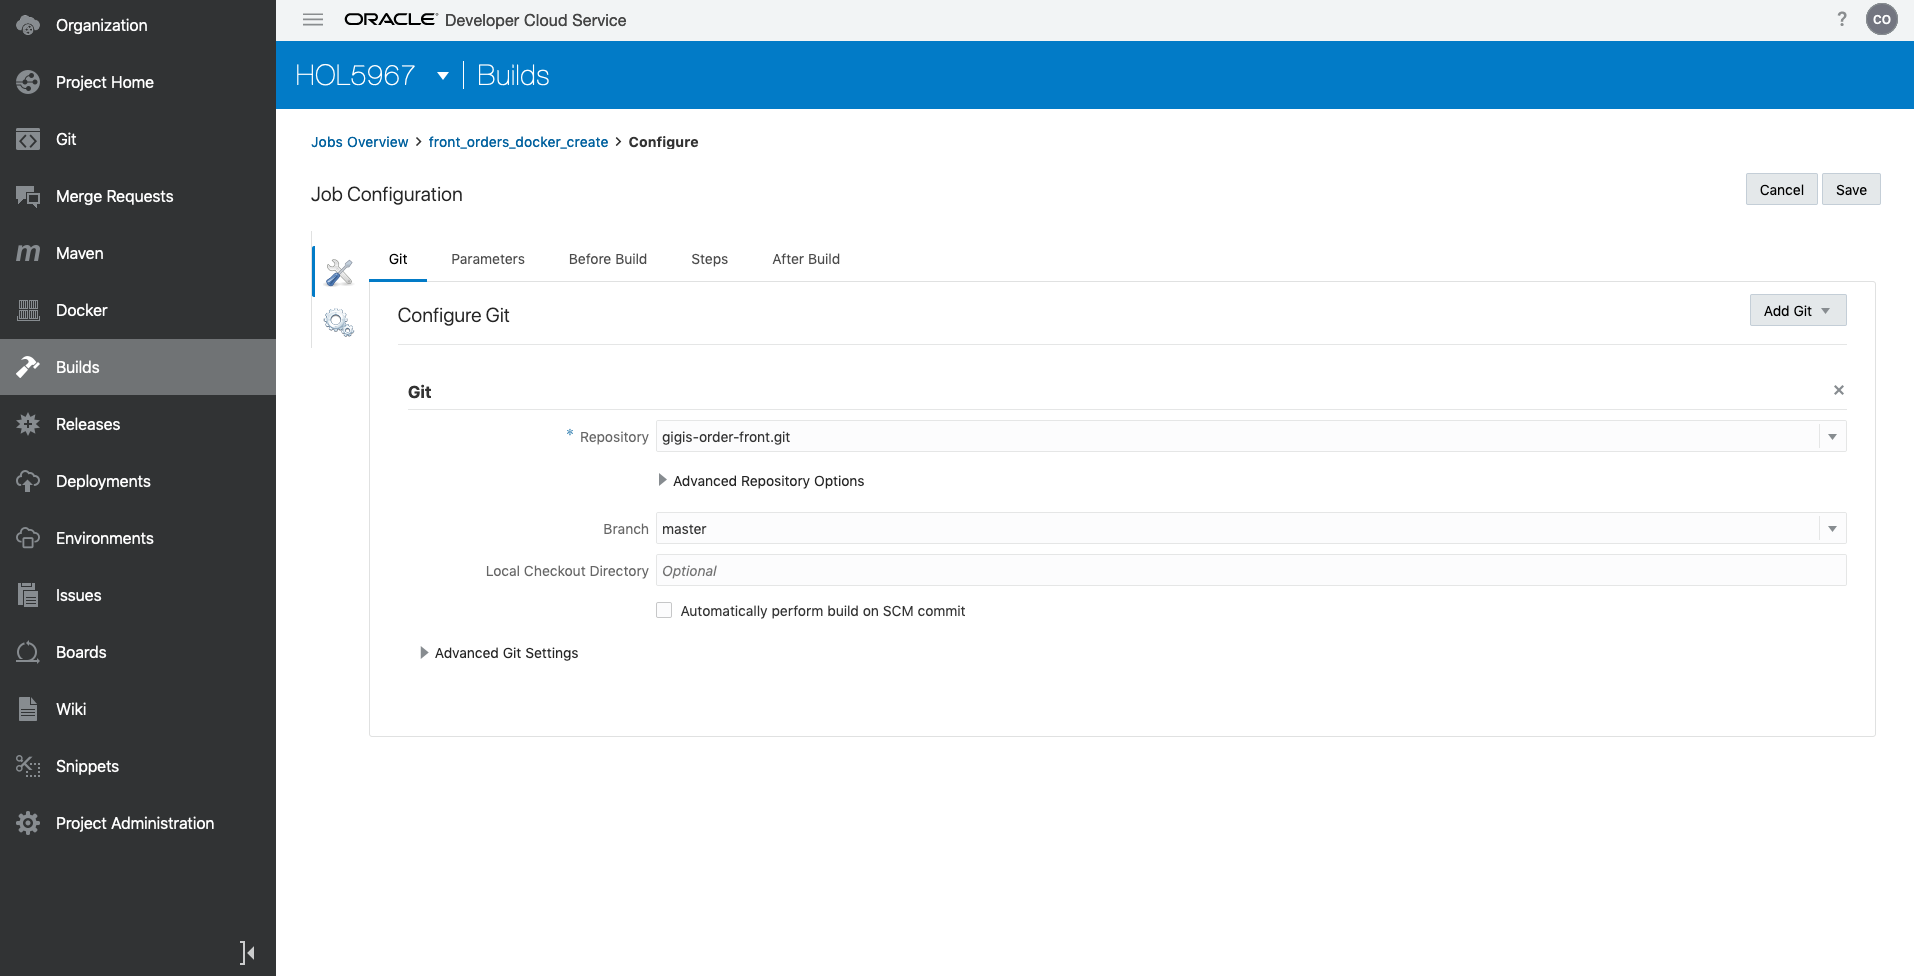 Organization
Project Home
Git
Merge Requests
Maven
Docker
Builds
Releases
Deployments
Environments
Issues
Boards
Wiki
Snippets
Project Administration
ORACLE Developer Cloud Service
? CO
HOL5967 Builds
Jobs Overview > front_orders_docker_create > Configure
Job Configuration
Cancel Save
Git Parameters Before Build Steps After Build
Configure Git
Add Git
Git
* Repository gigis-order-front.git
Advanced Repository Options
Branch master
Local Checkout Directory Optional
Automatically perform build on SCM commit
Advanced Git Settings